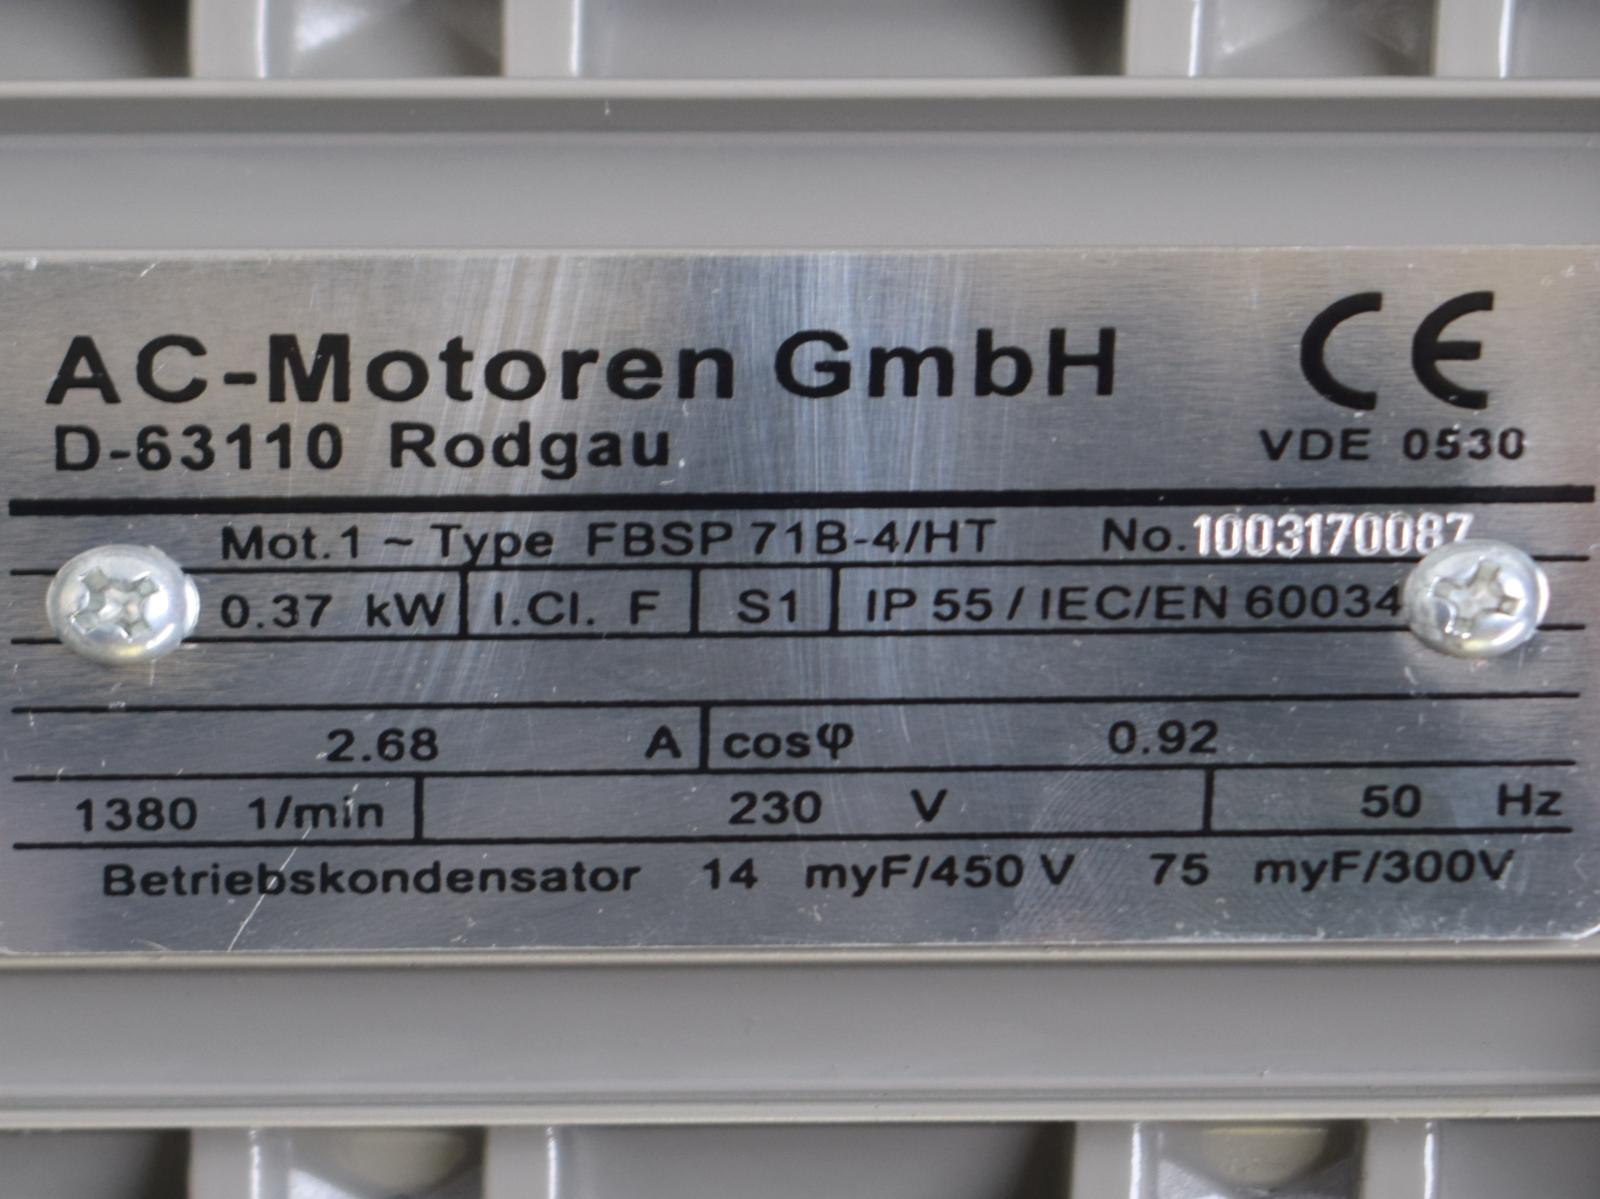 AC-Motoren GmbH CE
D-63110 Rodgau VDE 0530
Mot.1 ~ Type FBSP 71B-4/HT No. 1003170087
0.37 kW I.Cl. F S1 IP 55 / IEC/EN 60034
2.68 A cosφ 0.92
1380 1/min 230 V 50 Hz
Betriebskondensator 14 myF/450 V 75 myF/300V